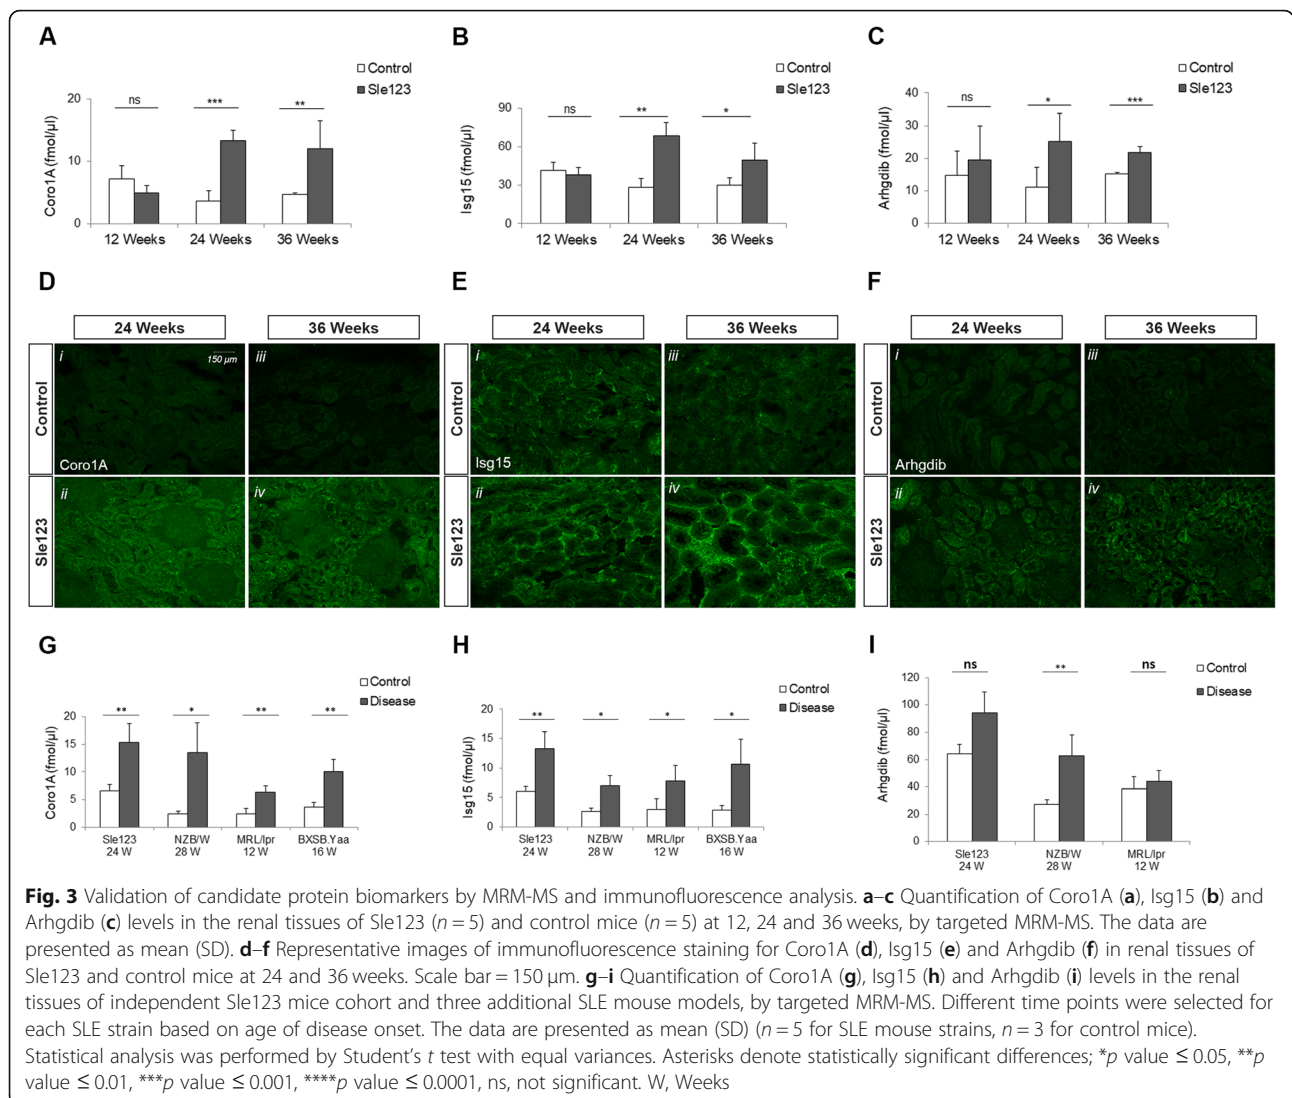 A
Control
Sle123
ns
***
**
20
10
0
Coro1A (fmol/µl)
12 Weeks 24 Weeks 36 Weeks
B
Control
Sle123
ns
**
*
90
60
30
0
Isg15 (fmol/µl)
12 Weeks 24 Weeks 36 Weeks
C
Control
Sle123
ns
*
***
40
30
20
10
0
Arhgdib (fmol/µl)
12 Weeks 24 Weeks 36 Weeks
D
24 Weeks 36 Weeks
Control
i
150 µm
iii
Coro1A
Sle123
ii
iv
E
24 Weeks 36 Weeks
Control
i
iii
Isg15
Sle123
ii
iv
F
24 Weeks 36 Weeks
Control
i
iii
Arhgdib
Sle123
ii
iv
G
Control
Disease
**
*
**
**
20
15
10
5
0
Coro1A (fmol/µl)
Sle123 NZB/W MRL/lpr BXSB.Yaa
24 W 28 W 12 W 16 W
H
Control
Disease
**
*
*
*
20
15
10
5
0
Isg15 (fmol/µl)
Sle123 NZB/W MRL/lpr BXSB.Yaa
24 W 28 W 12 W 16 W
I
Control
Disease
ns
**
ns
120
100
80
60
40
20
0
Arhgdib (fmol/µl)
Sle123 NZB/W MRL/lpr
24 W 28 W 12 W
Fig. 3 Validation of candidate protein biomarkers by MRM-MS and immunofluorescence analysis. a–c Quantification of Coro1A (a), Isg15 (b) and
Arhgdib (c) levels in the renal tissues of Sle123 (n = 5) and control mice (n = 5) at 12, 24 and 36 weeks, by targeted MRM-MS. The data are
presented as mean (SD). d–f Representative images of immunofluorescence staining for Coro1A (d), Isg15 (e) and Arhgdib (f) in renal tissues of
Sle123 and control mice at 24 and 36 weeks. Scale bar = 150 µm. g–i Quantification of Coro1A (g), Isg15 (h) and Arhgdib (i) levels in the renal
tissues of independent Sle123 mice cohort and three additional SLE mouse models, by targeted MRM-MS. Different time points were selected for
each SLE strain based on age of disease onset. The data are presented as mean (SD) (n = 5 for SLE mouse strains, n = 3 for control mice).
Statistical analysis was performed by Student's t test with equal variances. Asterisks denote statistically significant differences; *p value ≤ 0.05, **p
value ≤ 0.01, ***p value ≤ 0.001, ****p value ≤ 0.0001, ns, not significant. W, Weeks